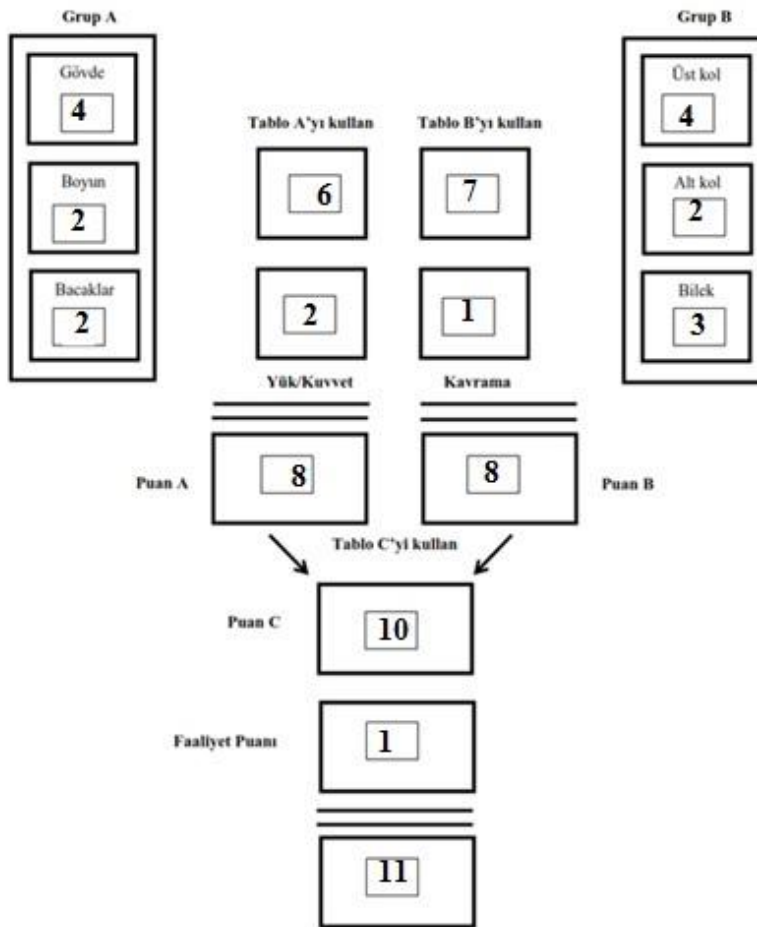 Grup A
Gövde
4
Boyun
2
Bacaklar
2
Tablo A'yı kullan
6
2
Yük/Kuvvet
Tablo B'yı kullan
7
1
Kavrama
Grup B
Üst kol
4
Alt kol
2
Bilek
3
Puan A
8
8
Puan B
Tablo C'yi kullan
Puan C
10
Faaliyet Puanı
1
11